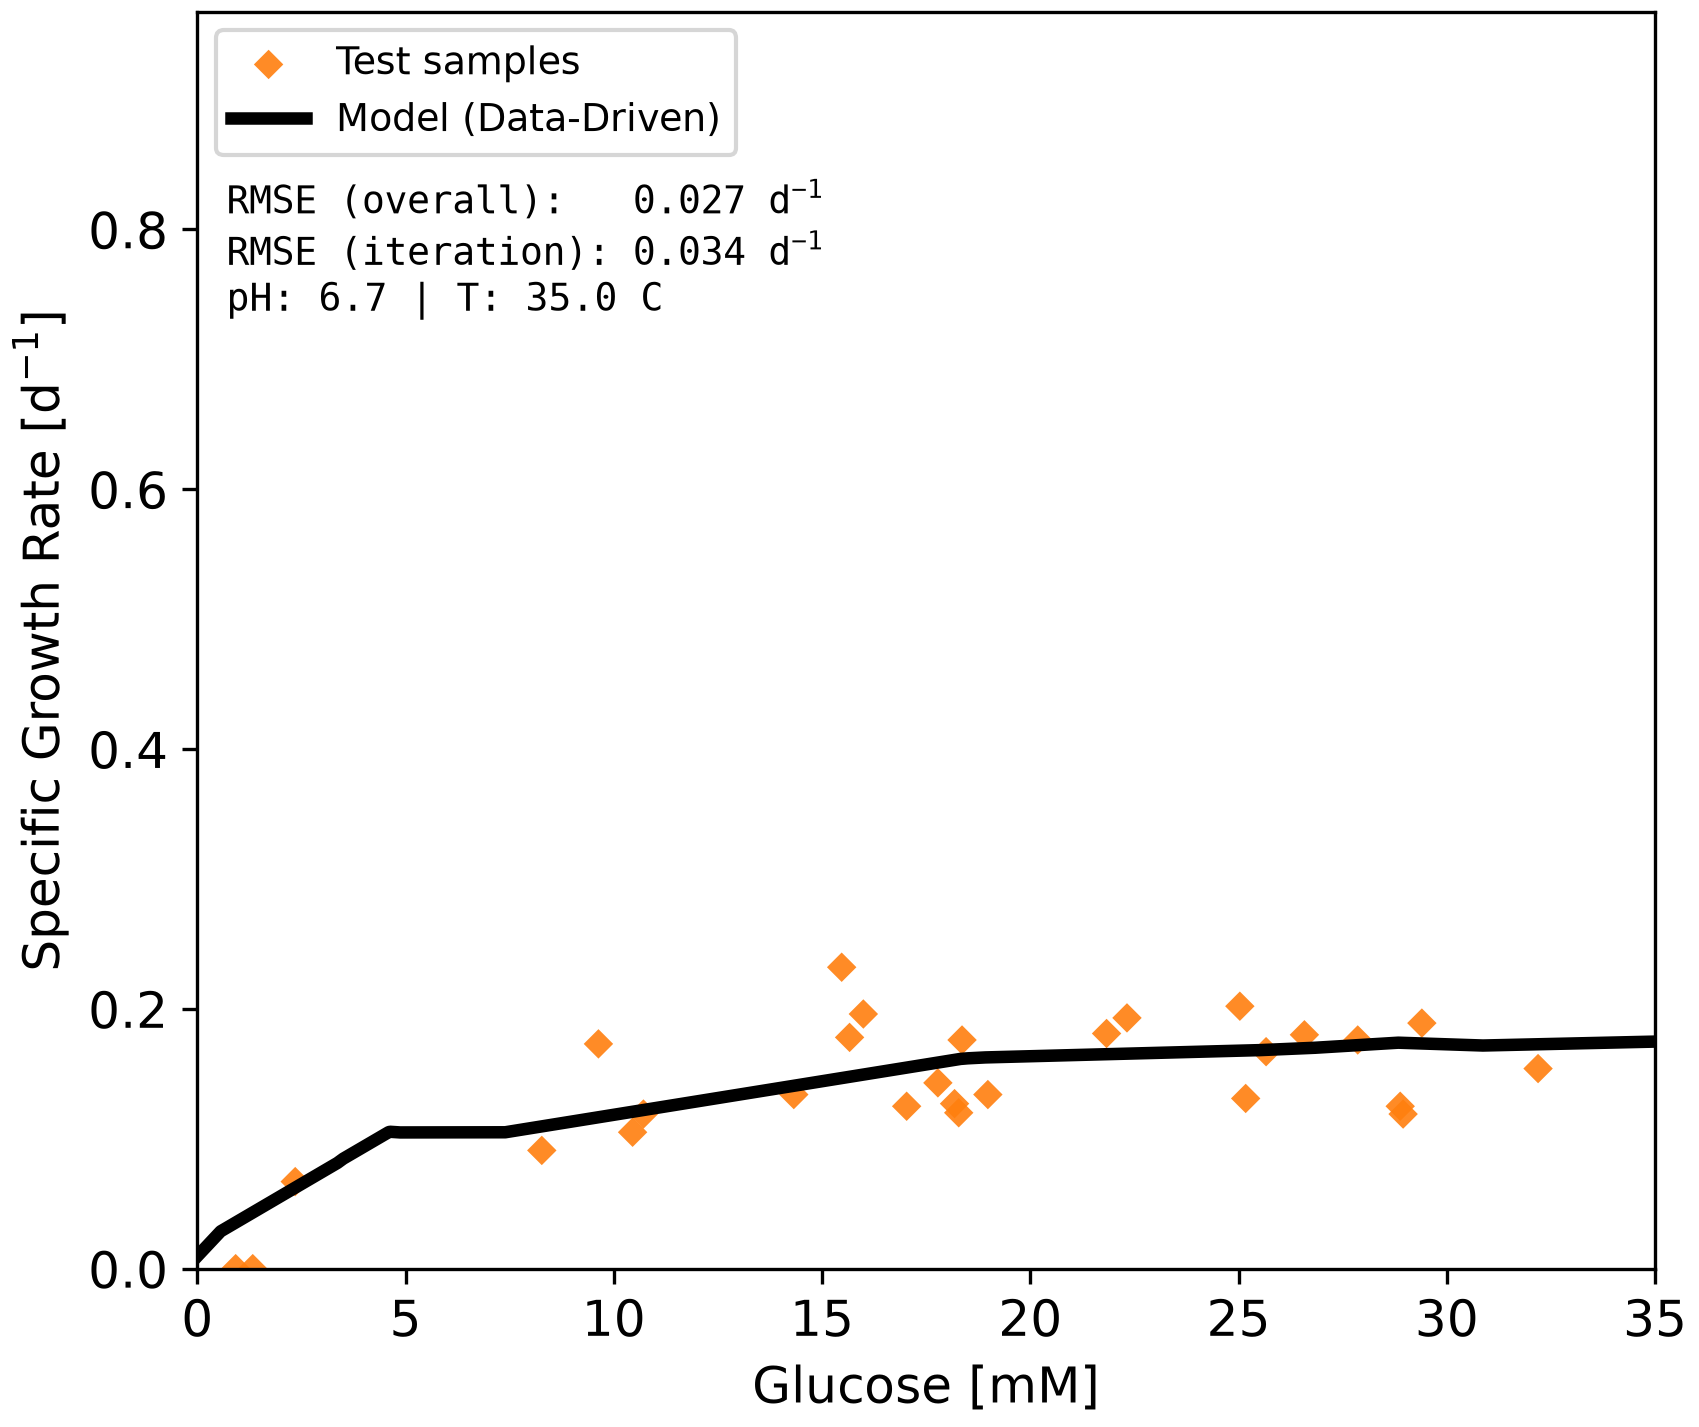 Test samples
Model (Data-Driven)
RMSE (overall): 0.027 d⁻¹
RMSE (iteration): 0.034 d⁻¹
pH: 6.7 | T: 35.0 C
Specific Growth Rate [d⁻¹]
0.8
0.6
0.4
0.2
0.0
0 5 10 15 20 25 30 35
Glucose [mM]